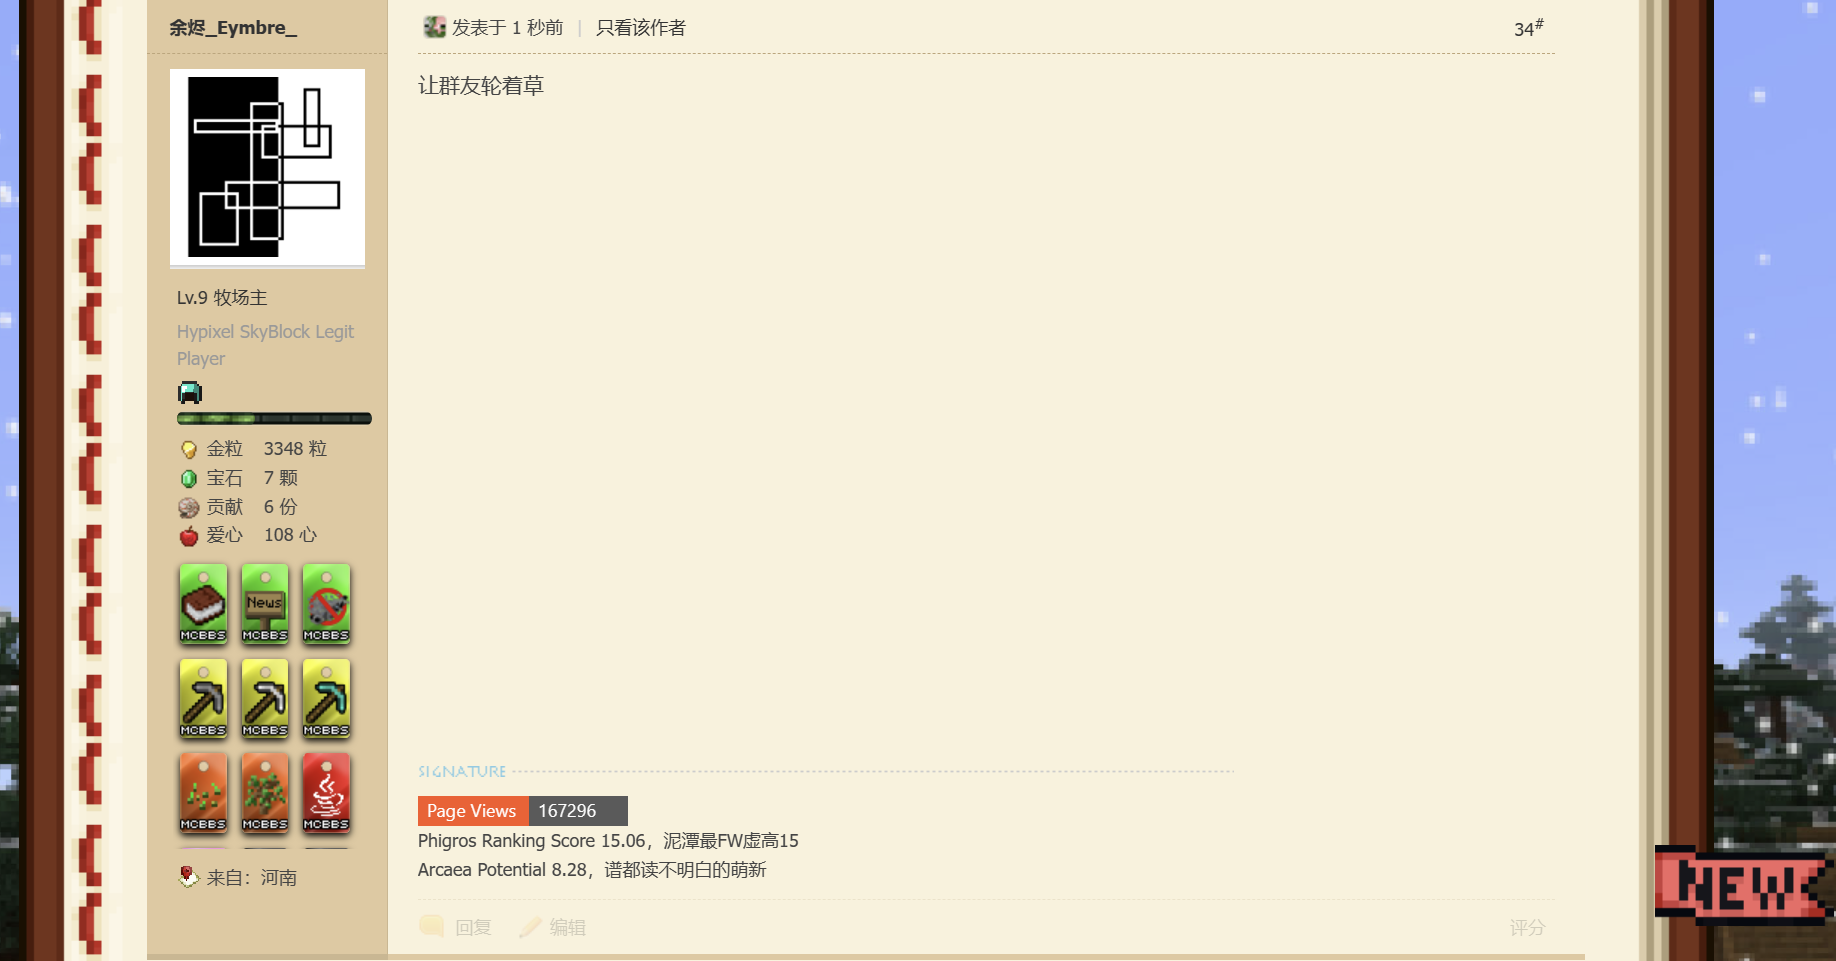 余烬_Eymbre_
发表于 1 秒前 | 只看该作者
34#
让群友轮着草
Lv.9 牧场主
Hypixel SkyBlock Legit
Player
金粒 3348 粒
宝石 7 颗
贡献 6 份
爱心 108 心
MCBBS News MCBBS MCBBS
MCBBS MCBBS MCBBS
MCBBS MCBBS MCBBS
来自：河南
SIGNATURE
Page Views 167296
Phigros Ranking Score 15.06，泥潭最FW虚高15
Arcaea Potential 8.28，谱都读不明白的萌新
回复 编辑
评分
NEW